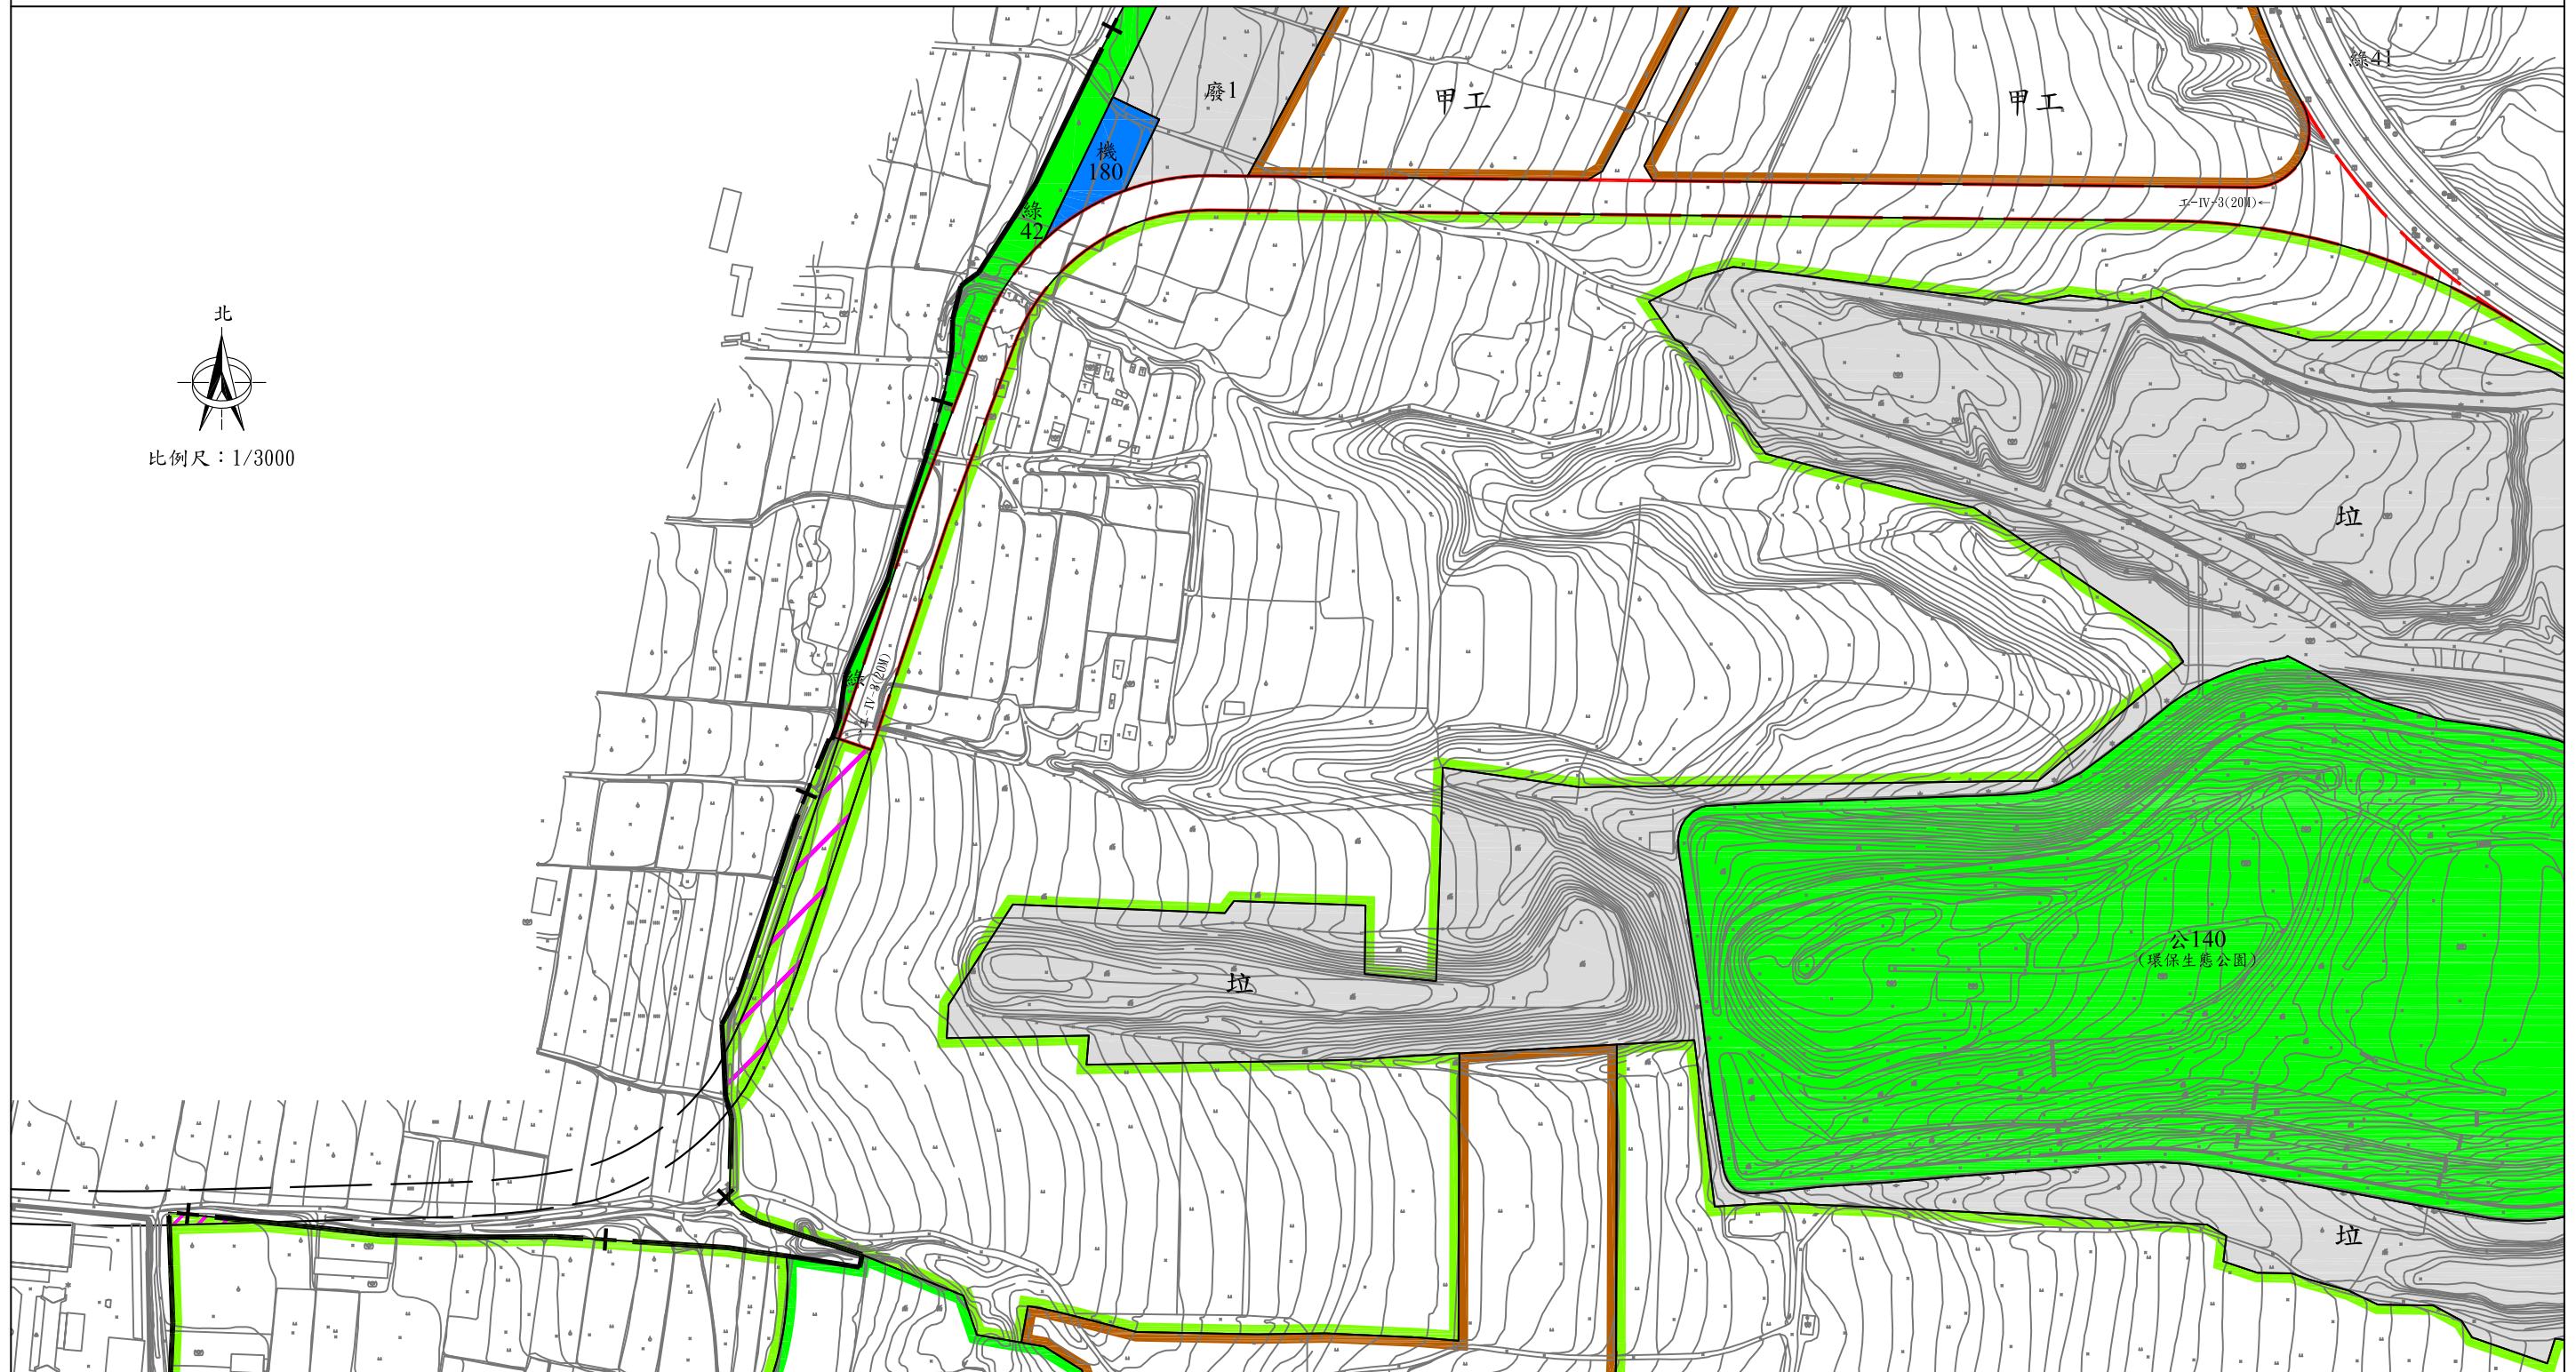 綠41
廢1
甲工
甲工
機
180
工-IV-3(20M)←
綠
42
北
比例尺：1/3000
垃
綠
工-IV-3(20M)
公140
(環保生態公園)
垃
垃